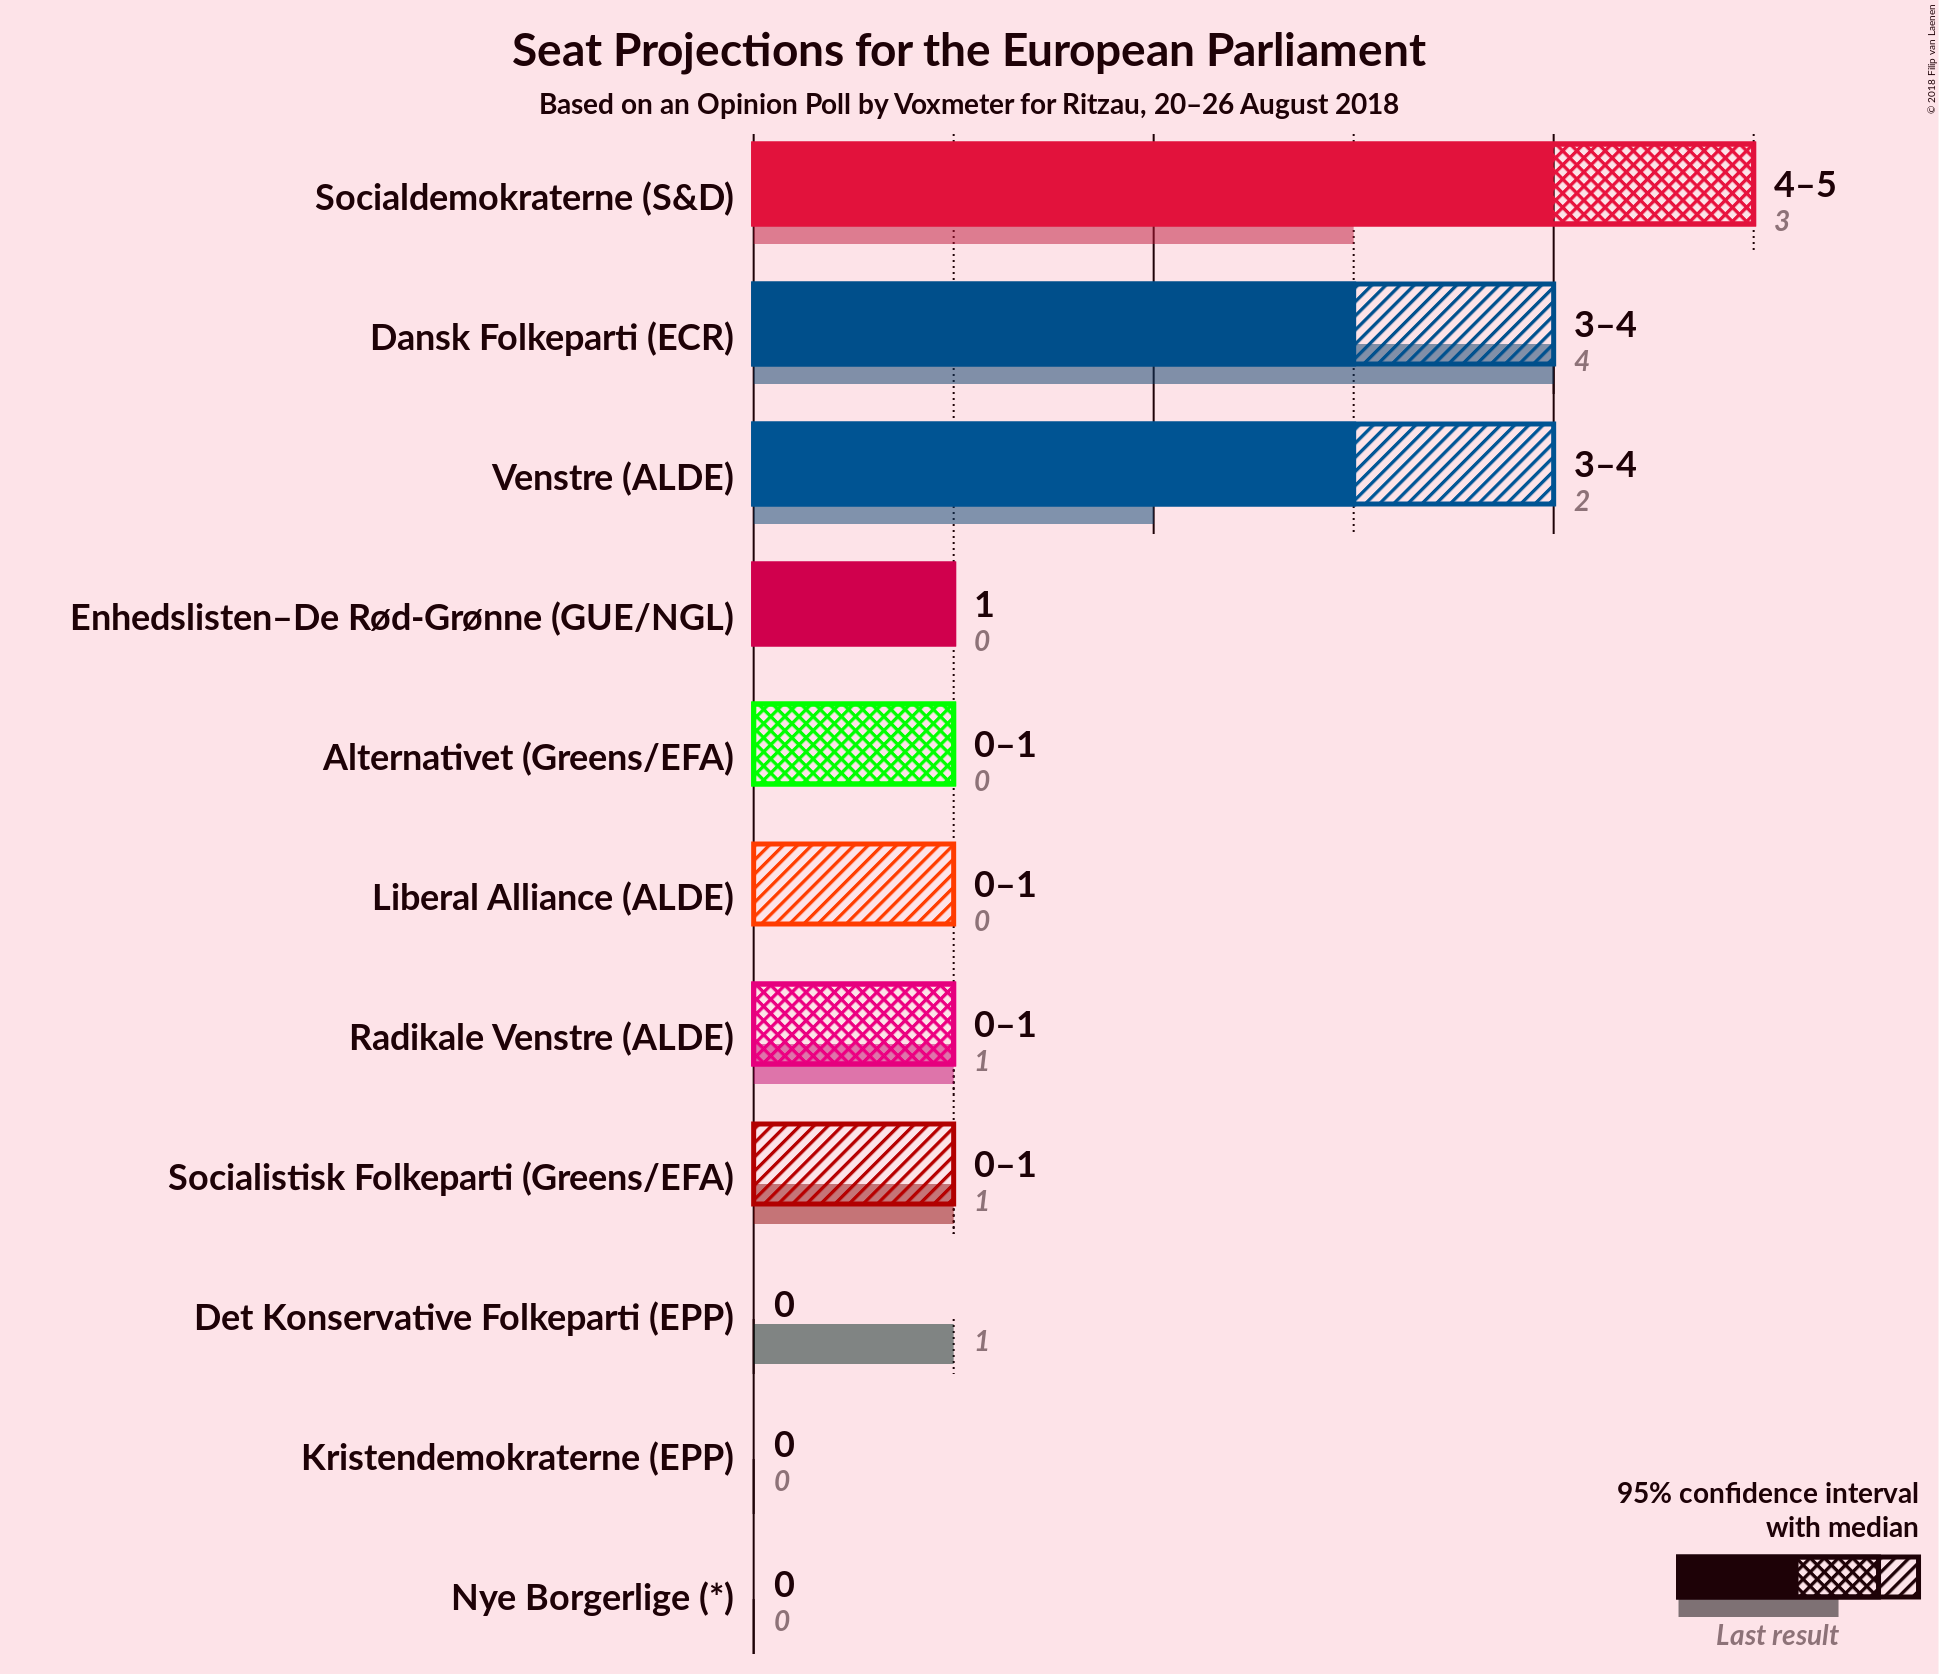 Seat Projections for the European Parliament
Based on an Opinion Poll by Voxmeter for Ritzau, 20–26 August 2018
© 2018 Filip van Laenen
Socialdemokraterne (S&D)
4–5
3
Dansk Folkeparti (ECR)
3–4
4
Venstre (ALDE)
3–4
2
Enhedslisten–De Rød-Grønne (GUE/NGL)
1
0
Alternativet (Greens/EFA)
0–1
0
Liberal Alliance (ALDE)
0–1
0
Radikale Venstre (ALDE)
0–1
1
Socialistisk Folkeparti (Greens/EFA)
0–1
1
Det Konservative Folkeparti (EPP)
0
1
Kristendemokraterne (EPP)
0
0
Nye Borgerlige (*)
0
0
95% confidence interval
with median
Last result